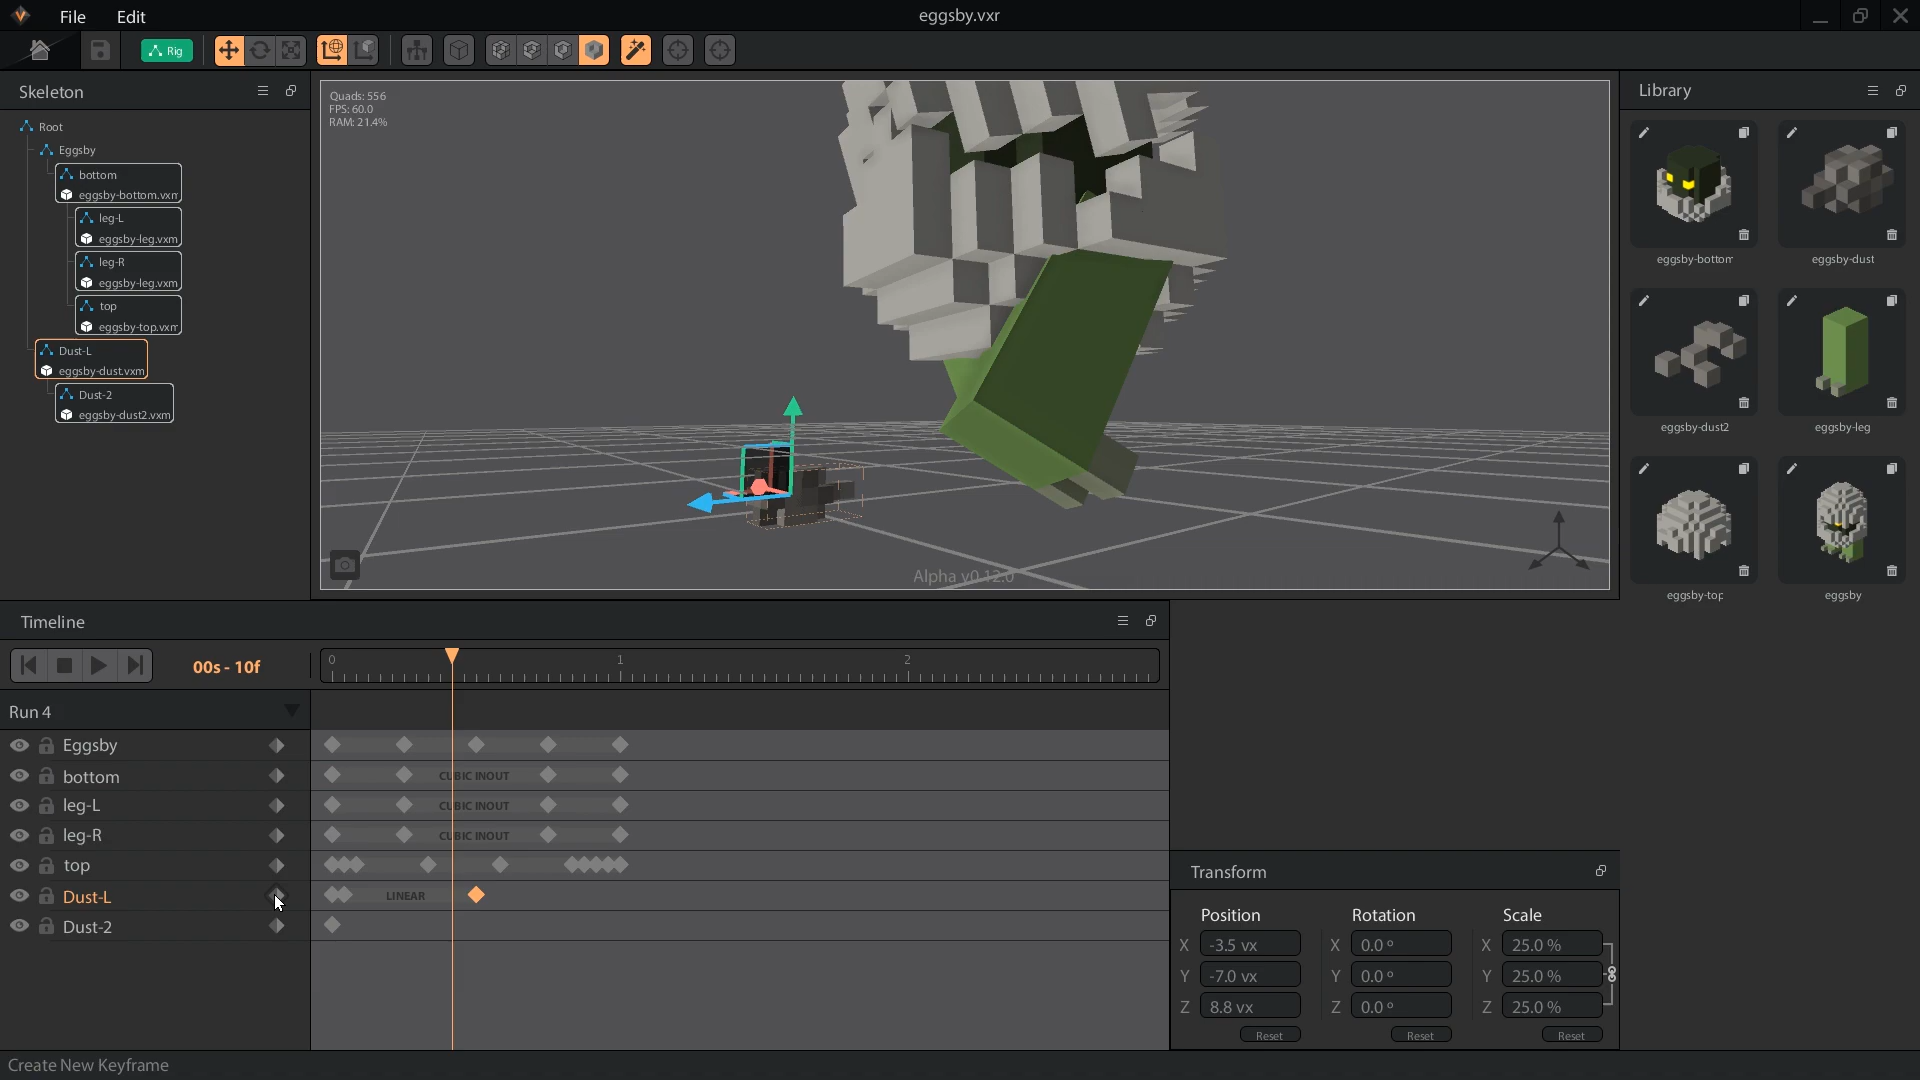 File Edit eggsby.vxr
Rig
Skeleton
Root
Eggsby
bottom
eggsby-bottom.vxm
leg-L
eggsby-leg.vxm
leg-R
eggsby-leg.vxm
top
eggsby-top.vxm
Dust-L
eggsby-dust.vxm
Dust-2
eggsby-dust2.vxm
Quads: 556
FPS: 60.0
RAM: 21.4%
Alpha v0.12.0
Library
eggsby-bottom eggsby-dust
eggsby-dust2 eggsby-leg
eggsby-top eggsby
Timeline
00s - 10f 0 1 2
Run 4
Eggsby
bottom CUBIC INOUT
leg-L CUBIC INOUT
leg-R CUBIC INOUT
top
Dust-L LINEAR
Dust-2
Transform
Position Rotation Scale
X -3.5 vx X 0.0 º X 25.0 %
Y -7.0 vx Y 0.0 º Y 25.0 %
Z 8.8 vx Z 0.0 º Z 25.0 %
Reset Reset Reset
Create New Keyframe